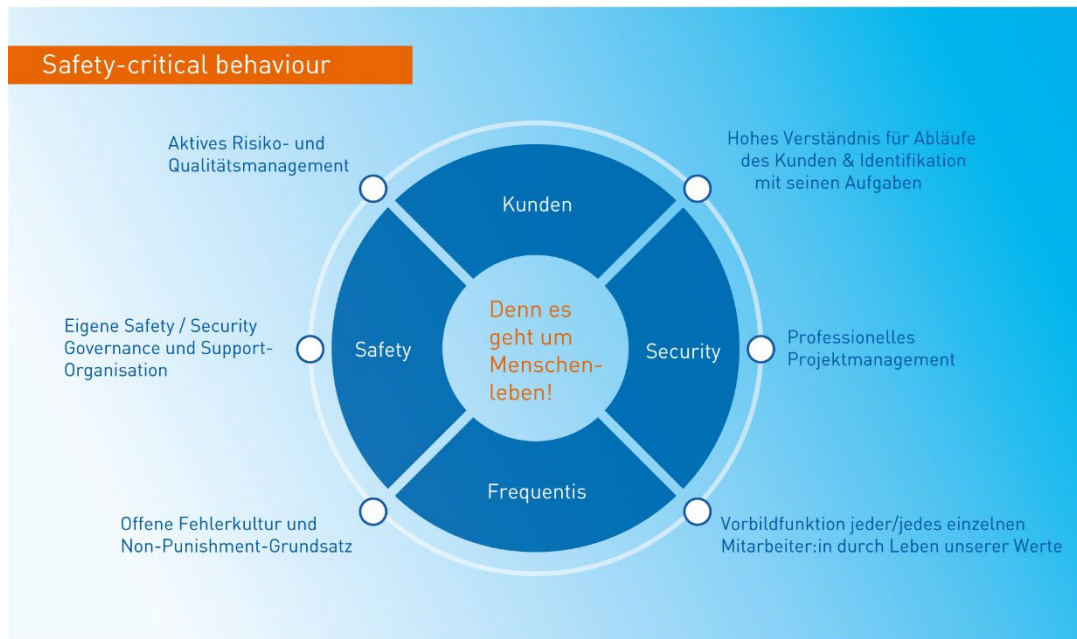 Safety-critical behaviour
Aktives Risiko- und
Qualitätsmanagement
Hohes Verständnis für Abläufe
des Kunden & Identifikation
mit seinen Aufgaben
Kunden
Eigene Safety / Security
Governance und Support-
Organisation
Safety
Denn es
geht um
Menschen-
leben!
Security
Professionelles
Projektmanagement
Frequentis
Offene Fehlerkultur und
Non-Punishment-Grundsatz
Vorbildfunktion jeder/jedes einzelnen
Mitarbeiter:in durch Leben unserer Werte